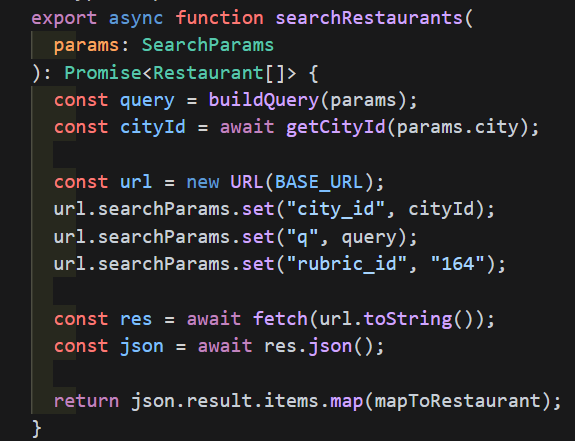 export async function searchRestaurants(
  params: SearchParams
): Promise<Restaurant[]> {
  const query = buildQuery(params);
  const cityId = await getCityId(params.city);

  const url = new URL(BASE_URL);
  url.searchParams.set("city_id", cityId);
  url.searchParams.set("q", query);
  url.searchParams.set("rubric_id", "164");

  const res = await fetch(url.toString());
  const json = await res.json();

  return json.result.items.map(mapToRestaurant);
}